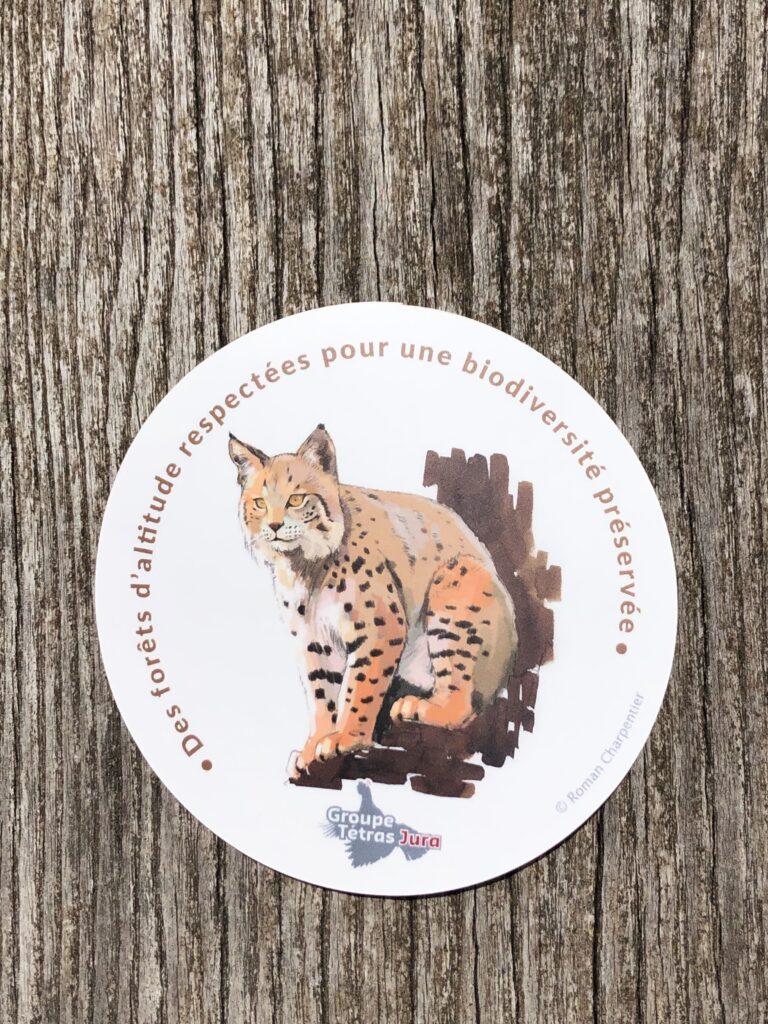 • Des forêts d'altitude respectées pour une biodiversité préservée •
© Roman Charpentier
Groupe
Tétras Jura